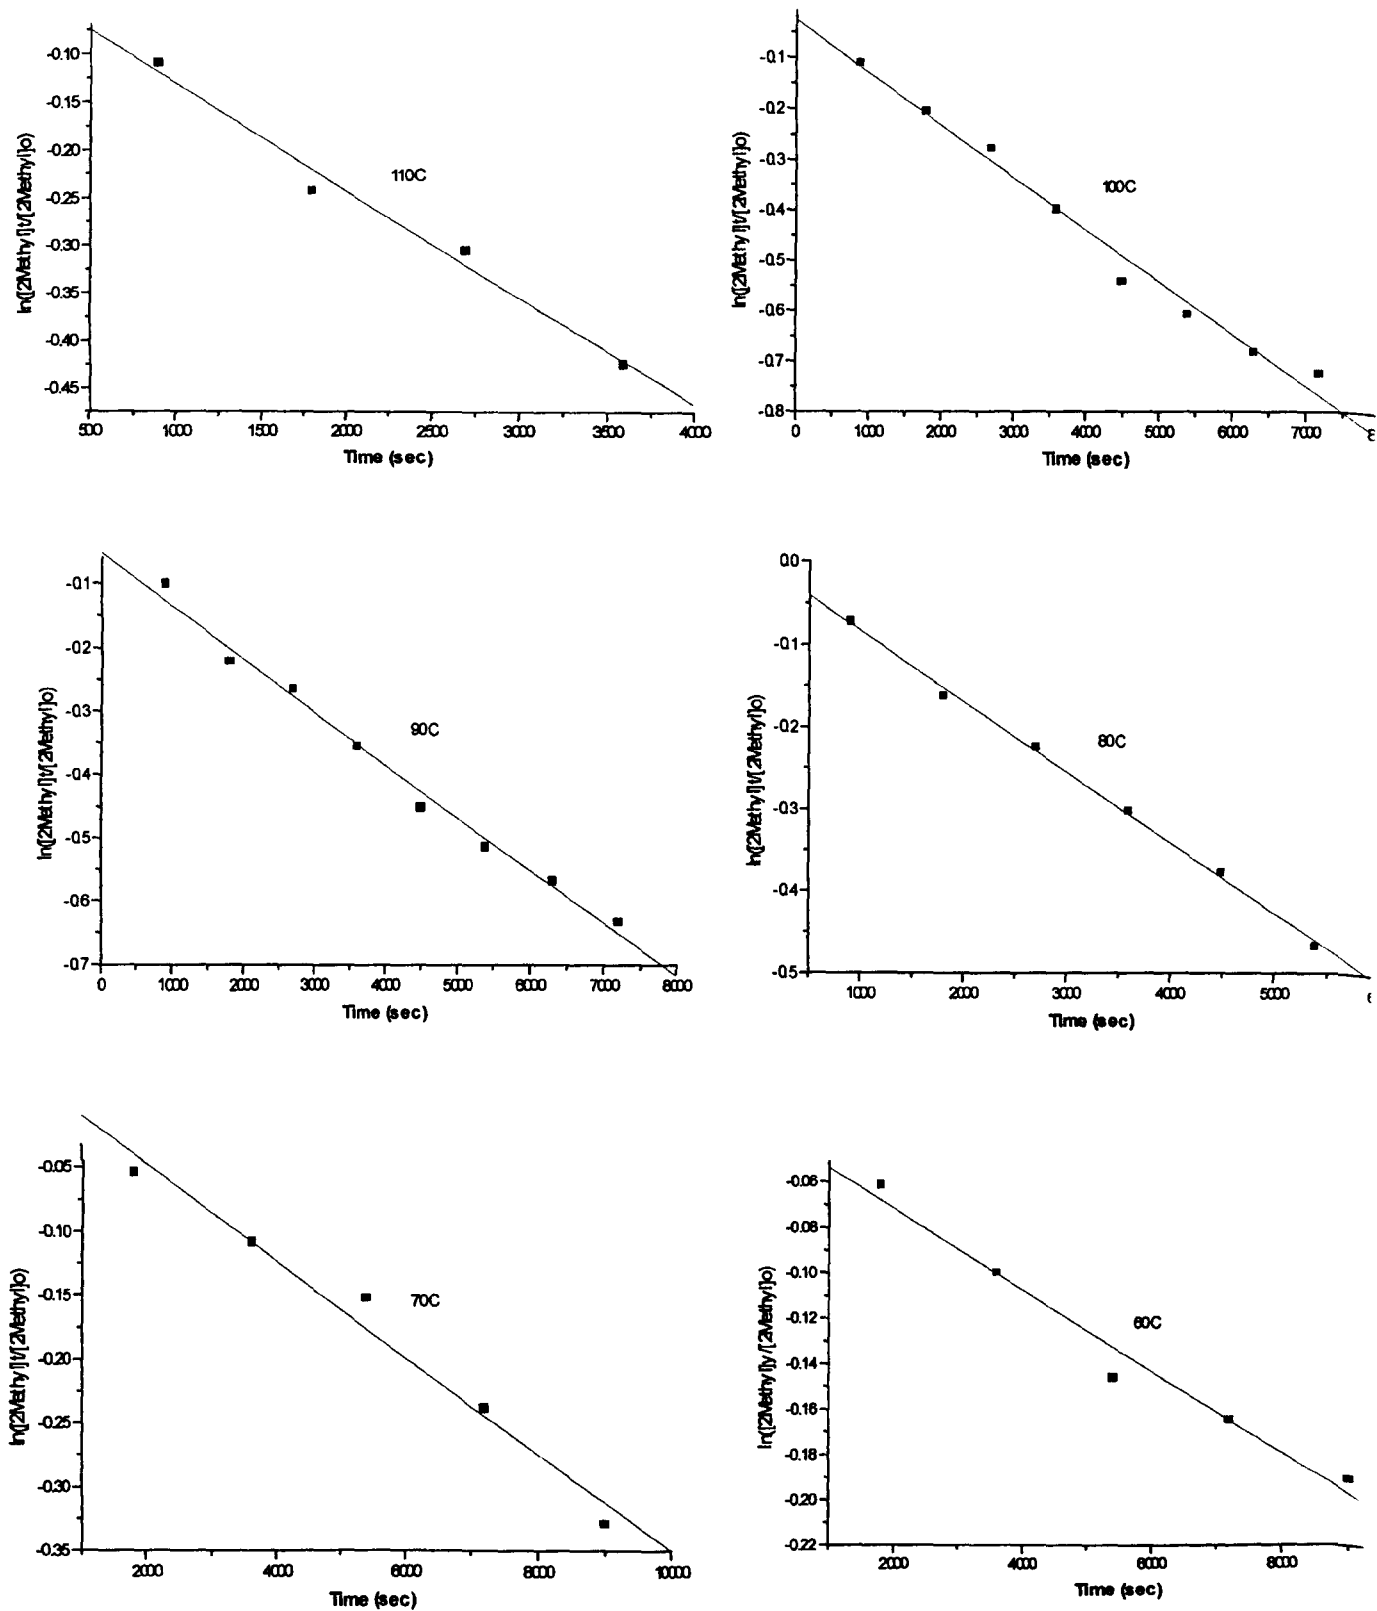 -0.10
-0.15
-0.20
-0.25
-0.30
-0.35
-0.40
-0.45
ln([2Methyl]t/[2Methyl]o)
110C
500 1000 1500 2000 2500 3000 3500 4000
Time (sec)
-0.1
-0.2
-0.3
-0.4
-0.5
-0.6
-0.7
-0.8
ln([2Methyl]t/[2Methyl]o)
100C
0 1000 2000 3000 4000 5000 6000 7000
Time (sec)
-0.1
-0.2
-0.3
-0.4
-0.5
-0.6
-0.7
ln([2Methyl]t/[2Methyl]o)
90C
0 1000 2000 3000 4000 5000 6000 7000 8000
Time (sec)
0.0
-0.1
-0.2
-0.3
-0.4
-0.5
ln([2Methyl]t/[2Methyl]o)
80C
1000 2000 3000 4000 5000
Time (sec)
-0.05
-0.10
-0.15
-0.20
-0.25
-0.30
-0.35
ln([2Methyl]t/[2Methyl]o)
70C
2000 4000 6000 8000 10000
Time (sec)
-0.06
-0.08
-0.10
-0.12
-0.14
-0.16
-0.18
-0.20
-0.22
ln([2Methyl]y/[2Methyl]o)
60C
2000 4000 6000 8000
Time (sec)